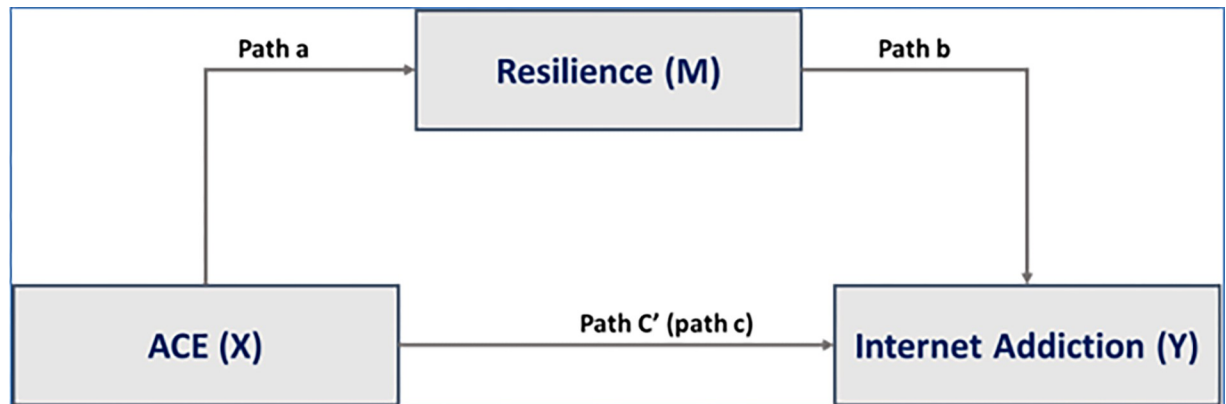 Path a
Resilience (M)
Path b
ACE (X)
Path C’ (path c)
Internet Addiction (Y)